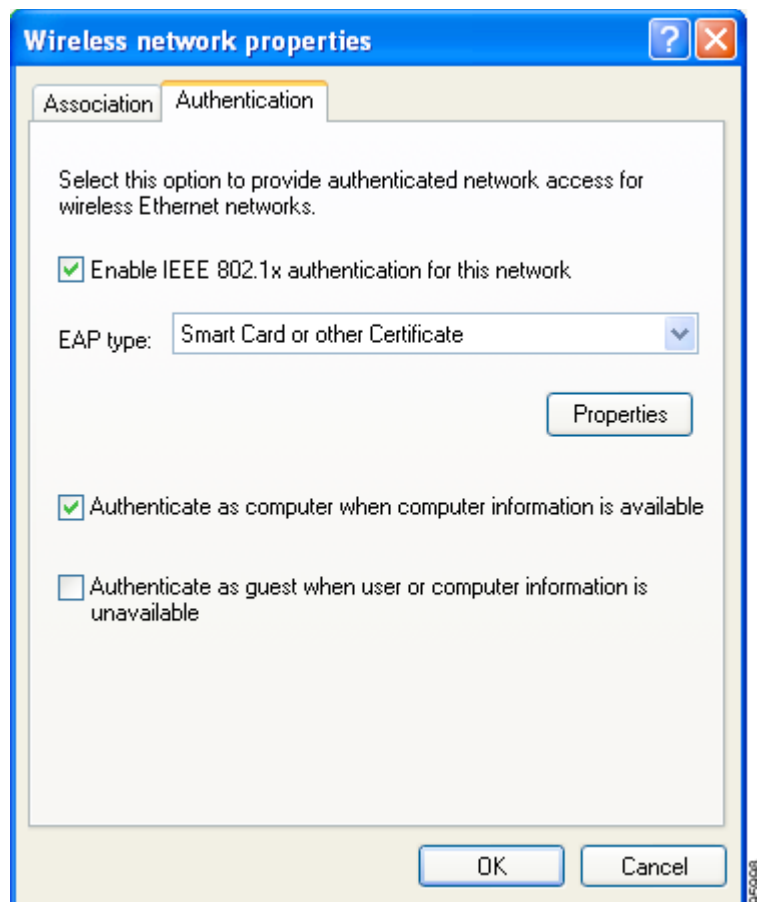 Wireless network properties
Association Authentication
Select this option to provide authenticated network access for
wireless Ethernet networks.
Enable IEEE 802.1x authentication for this network
EAP type: Smart Card or other Certificate
Properties
Authenticate as computer when computer information is available
Authenticate as guest when user or computer information is
unavailable
OK Cancel